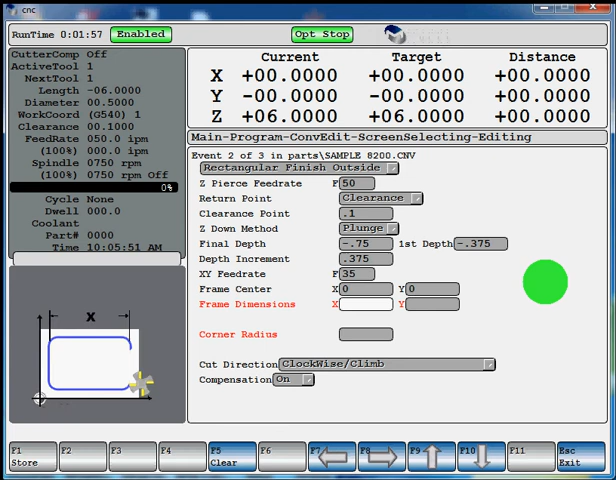 cnc
RunTime 0:01:57 Enabled Opt Stop
CutterComp Off
ActiveTool 1
NextTool 1
Length -06.0000
Diameter 00.5000
WorkCoord (G540) 1
Clearance 00.1000
FeedRate 050.0 ipm
(100%) 000.0 ipm
Spindle 0750 rpm
(100%) 0750 rpm Off
0%
Cycle None
Dwell 000.0
Coolant
Part# 0000
Time 10:05:51 AM
X
Current Target Distance
X +00.0000 +00.0000 +00.0000
Y -00.0000 -00.0000 +00.0000
Z +06.0000 +06.0000 +00.0000
Main-Program-ConvEdit-ScreenSelecting-Editing
Event 2 of 3 in parts\SAMPLE 8200.CNV
Rectangular Finish Outside
Z Pierce Feedrate F 50
Return Point Clearance
Clearance Point .1
Z Down Method Plunge
Final Depth -.75 1st Depth -.375
Depth Increment .375
XY Feedrate F 35
Frame Center X 0 Y 0
Frame Dimensions X Y
Corner Radius
Cut Direction ClockWise/Climb
Compensation On
F1 Store F2 F3 F4 F5 Clear F6 F7 F8 F9 F10 F11 Esc Exit